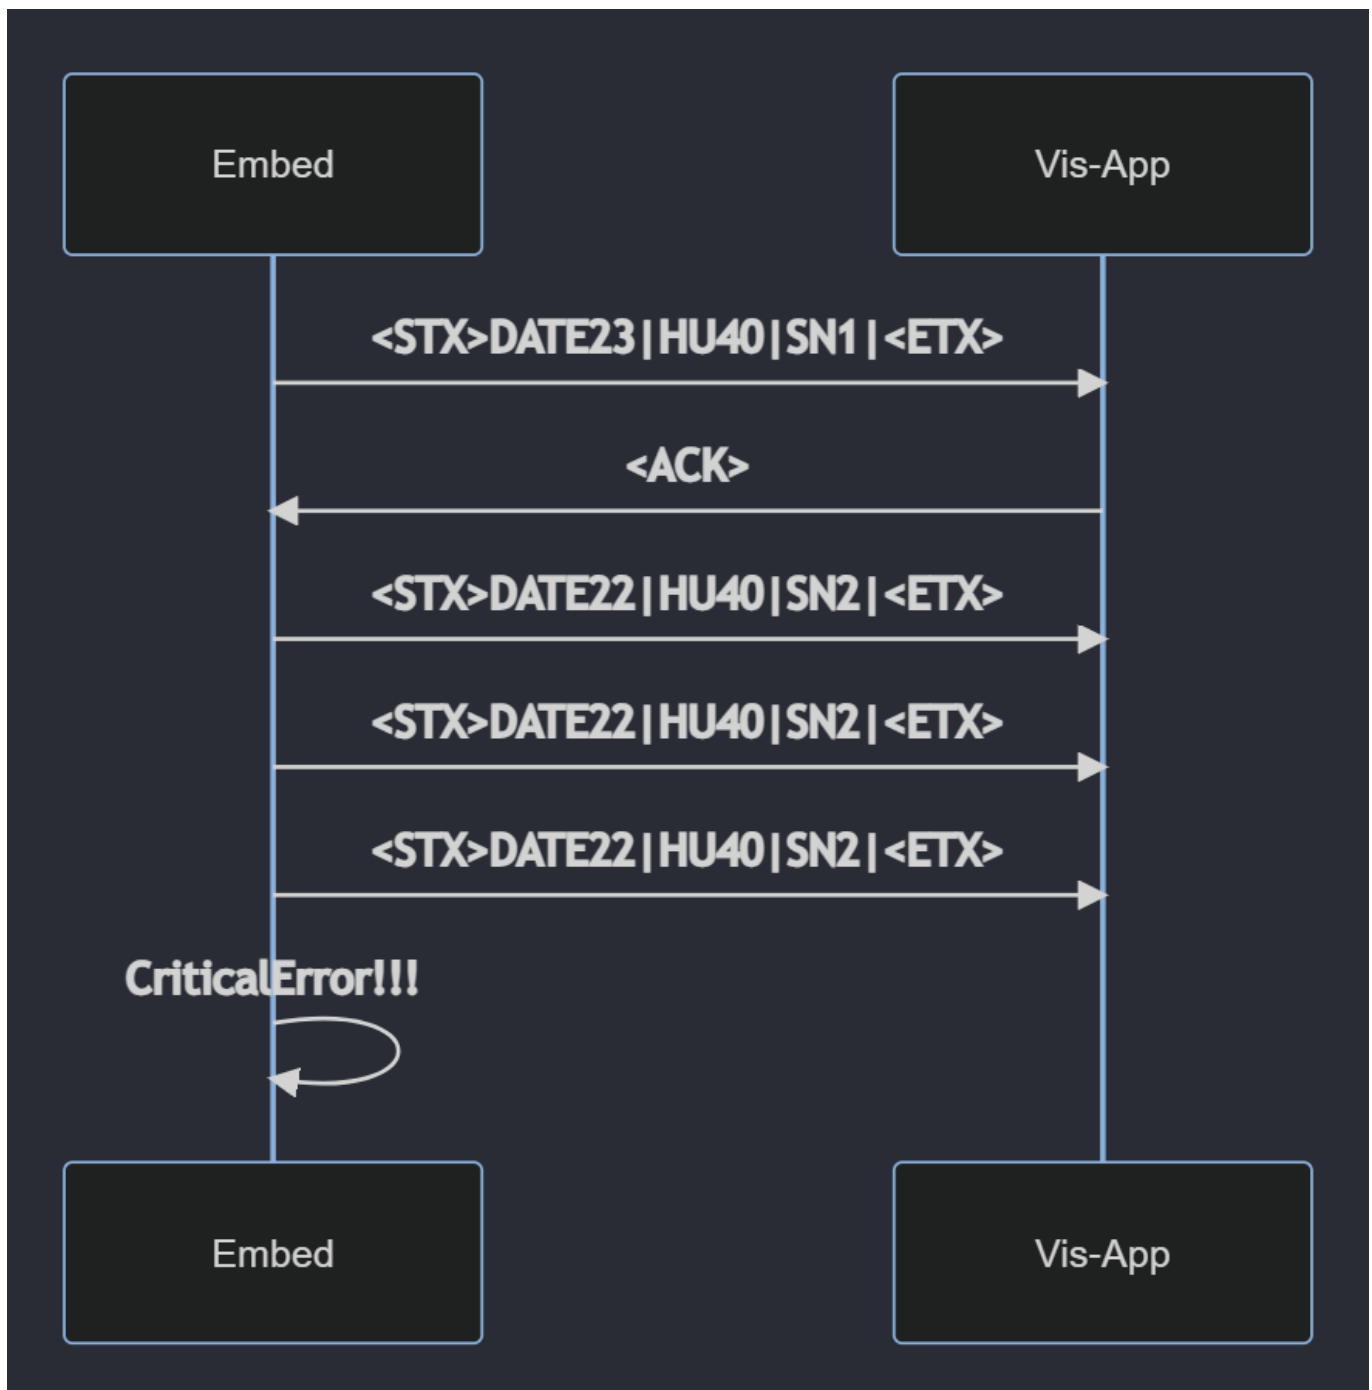 Embed
Vis-App
<STX>DATE23|HU40|SN1|<ETX>
<ACK>
<STX>DATE22|HU40|SN2|<ETX>
<STX>DATE22|HU40|SN2|<ETX>
<STX>DATE22|HU40|SN2|<ETX>
CriticalError!!!
Embed
Vis-App